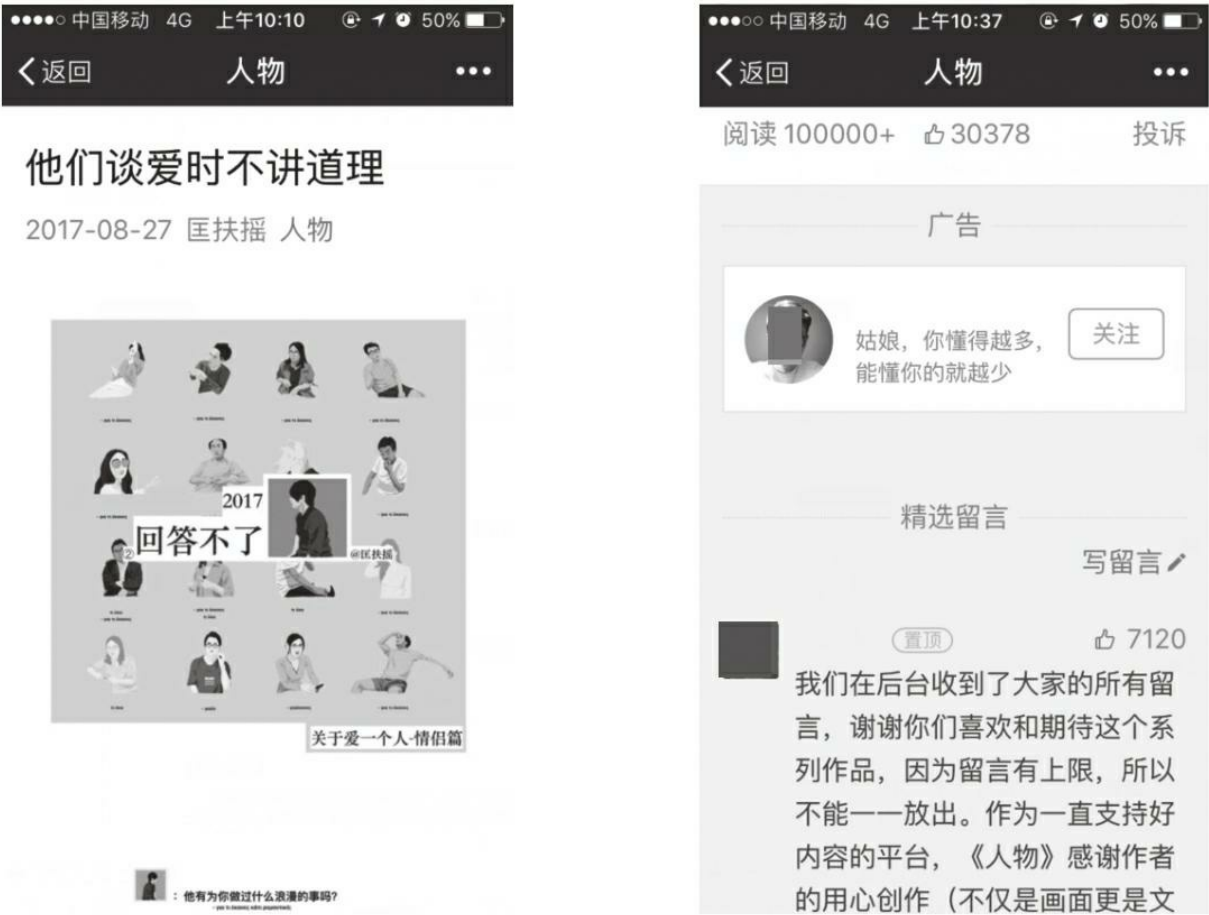 中国移动 4G 上午10:10 50%
返回 人物
他们谈爱时不讲道理
2017-08-27 匡扶摇 人物
2017
回答不了
②
@匡扶摇
关于爱一个人-情侣篇
：他有为你做过什么浪漫的事吗?
中国移动 4G 上午10:37 50%
返回 人物
阅读 100000+ 30378 投诉
广告
姑娘，你懂得越多，
能懂你的就越少
关注
精选留言
写留言
置顶 7120
我们在后台收到了大家的所有留
言，谢谢你们喜欢和期待这个系
列作品，因为留言有上限，所以
不能一一放出。作为一直支持好
内容的平台，《人物》感谢作者
的用心创作（不仅是画面更是文